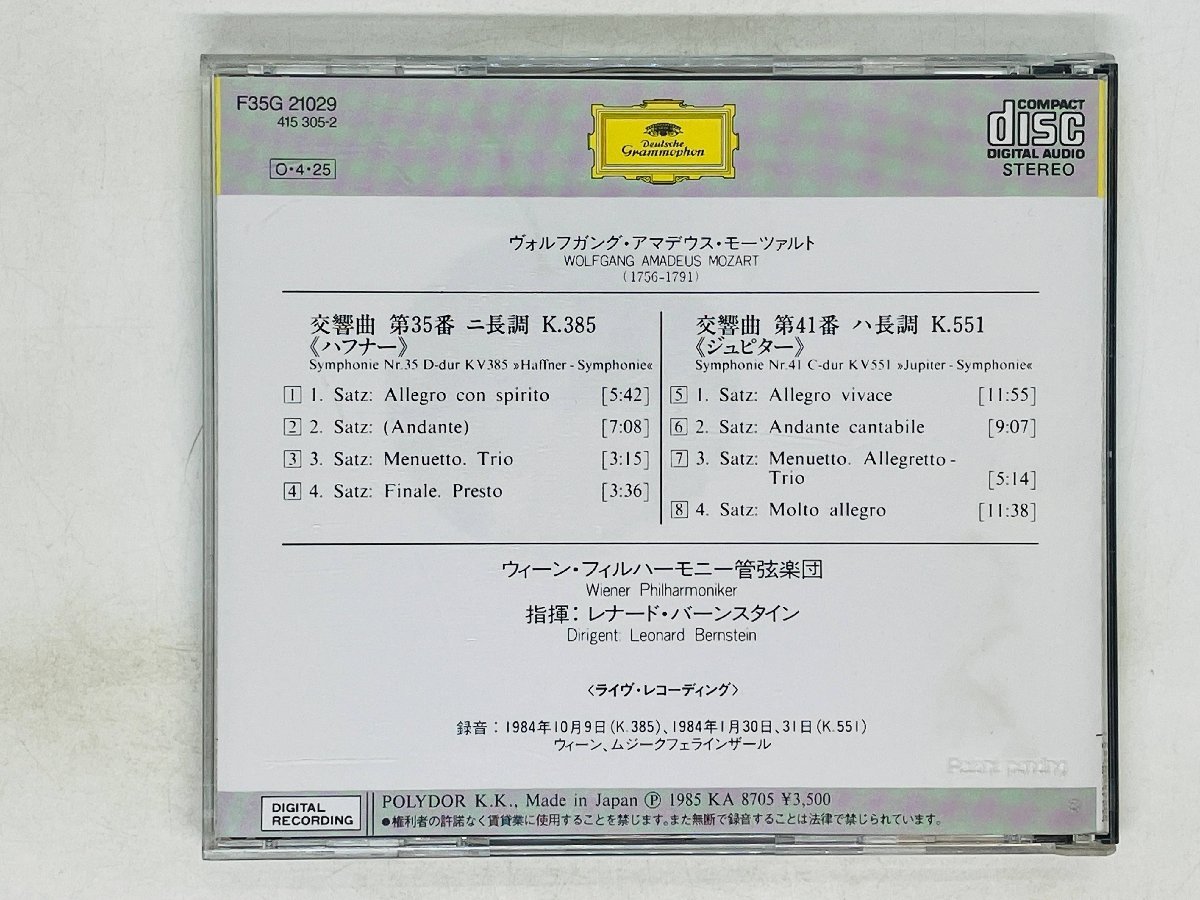 F35G 21029
415 305-2
O・4・25
Deutsche
Grammophon
COMPACT
disc
DIGITAL AUDIO
STEREO
ヴォルフガング・アマデウス・モーツァルト
WOLFGANG AMADEUS MOZART
(1756-1791)
交響曲 第35番 ニ長調 K.385
《ハフナー》
Symphonie Nr.35 D-dur KV385 »Haffner-Symphonie«
1 1. Satz: Allegro con spirito [5:42]
2 2. Satz: (Andante) [7:08]
3 3. Satz: Menuetto. Trio [3:15]
4 4. Satz: Finale. Presto [3:36]
交響曲 第41番 ハ長調 K.551
《ジュピター》
Symphonie Nr.41 C-dur KV551 »Jupiter-Symphonie«
5 1. Satz: Allegro vivace [11:55]
6 2. Satz: Andante cantabile [9:07]
7 3. Satz: Menuetto. Allegretto-
Trio [5:14]
8 4. Satz: Molto allegro [11:38]
ウィーン・フィルハーモニー管弦楽団
Wiener Philharmoniker
指揮：レナード・バーンスタイン
Dirigent: Leonard Bernstein
〈ライヴ・レコーディング〉
録音：1984年10月9日(K.385)、1984年1月30日、31日(K.551)
ウィーン、ムジークフェラインザール
Patents pending
DIGITAL
RECORDING
POLYDOR K.K., Made in Japan Ⓟ 1985 KA 8705 ¥3,500
●権利者の許諾なく賃貸業に使用することを禁じます。また無断で録音することは法律で禁じられています。